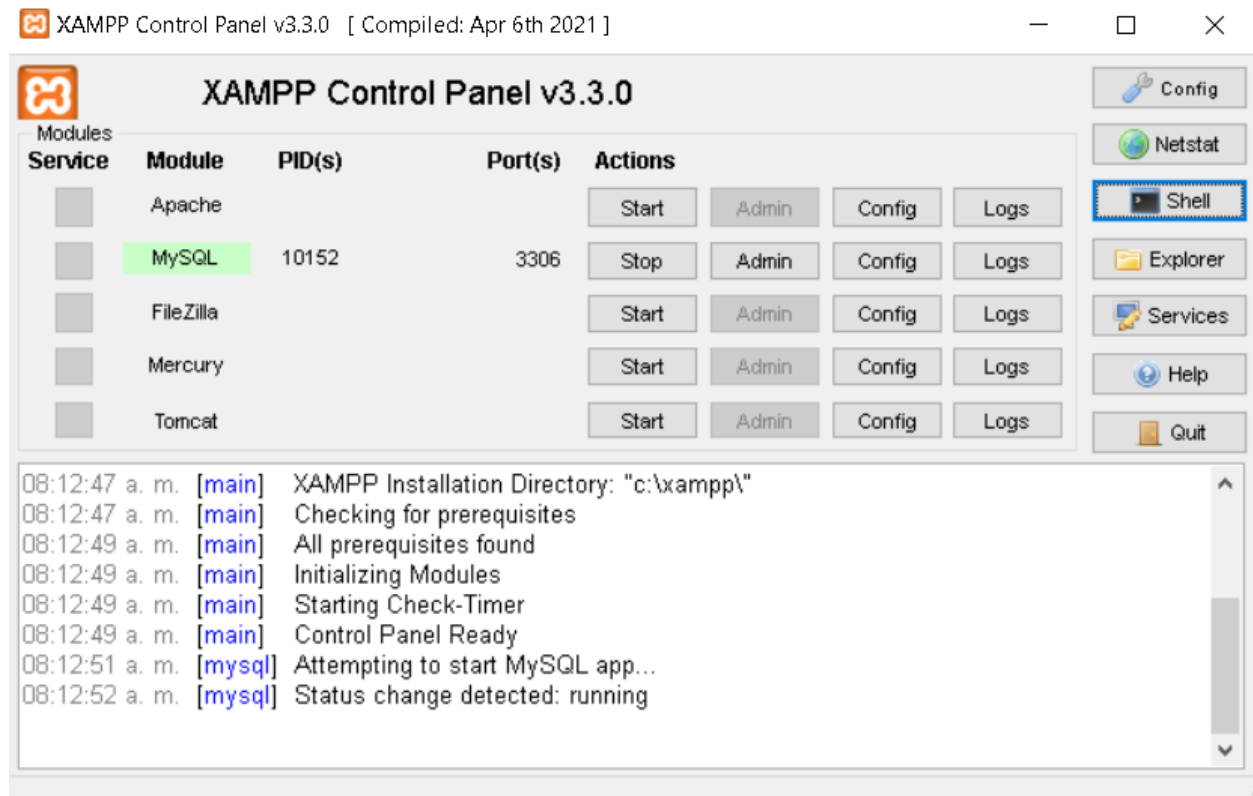 XAMPP Control Panel v3.3.0 [ Compiled: Apr 6th 2021 ]
XAMPP Control Panel v3.3.0
Config
Modules
Netstat
Service Module PID(s) Port(s) Actions
Apache Start Admin Config Logs
Shell
MySQL 10152 3306 Stop Admin Config Logs
Explorer
FileZilla Start Admin Config Logs
Services
Mercury Start Admin Config Logs
Help
Tomcat Start Admin Config Logs
Quit
08:12:47 a. m. [main] XAMPP Installation Directory: "c:\xampp\"
08:12:47 a. m. [main] Checking for prerequisites
08:12:49 a. m. [main] All prerequisites found
08:12:49 a. m. [main] Initializing Modules
08:12:49 a. m. [main] Starting Check-Timer
08:12:49 a. m. [main] Control Panel Ready
08:12:51 a. m. [mysql] Attempting to start MySQL app...
08:12:52 a. m. [mysql] Status change detected: running